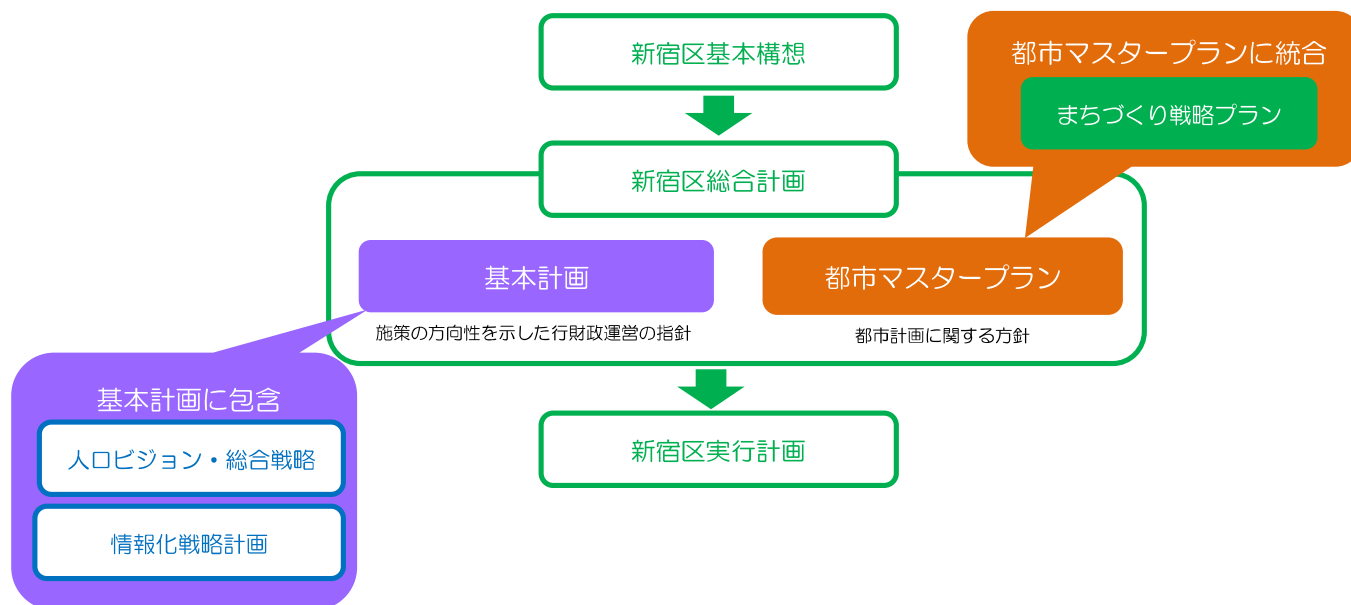 新宿区基本構想
都市マスタープランに統合
まちづくり戦略プラン
新宿区総合計画
基本計画
都市マスタープラン
施策の方向性を示した行財政運営の指針
都市計画に関する方針
基本計画に包含
人口ビジョン・総合戦略
情報化戦略計画
新宿区実行計画